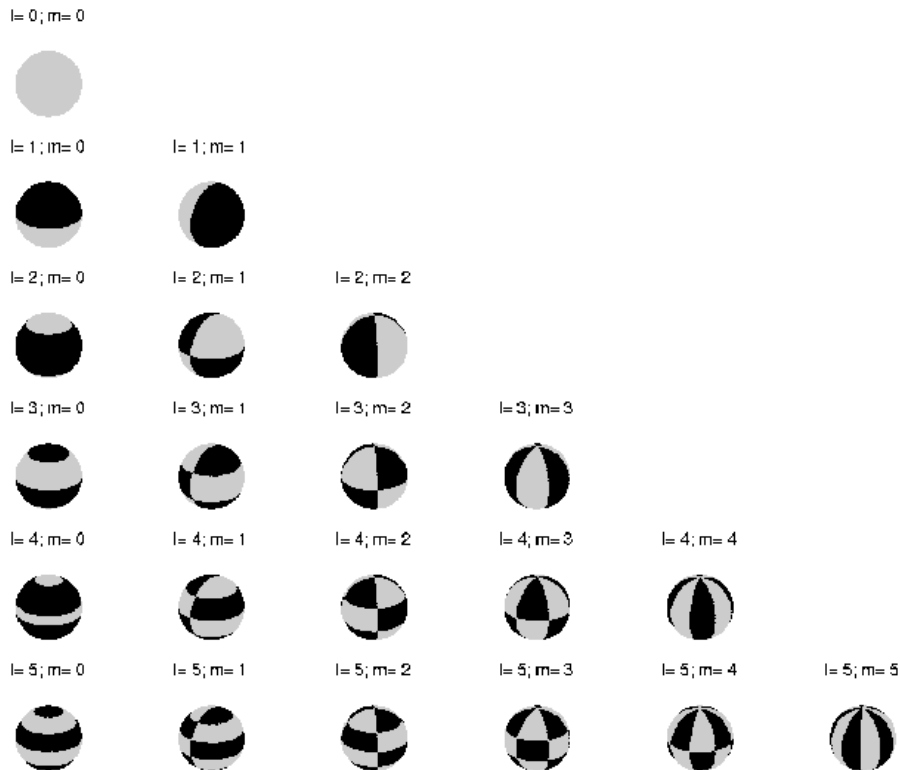 l= 0; m= 0
l= 1; m= 0 l= 1; m= 1
l= 2; m= 0 l= 2; m= 1 l= 2; m= 2
l= 3; m= 0 l= 3; m= 1 l= 3; m= 2 l= 3; m= 3
l= 4; m= 0 l= 4; m= 1 l= 4; m= 2 l= 4; m= 3 l= 4; m= 4
l= 5; m= 0 l= 5; m= 1 l= 5; m= 2 l= 5; m= 3 l= 5; m= 4 l= 5; m= 5